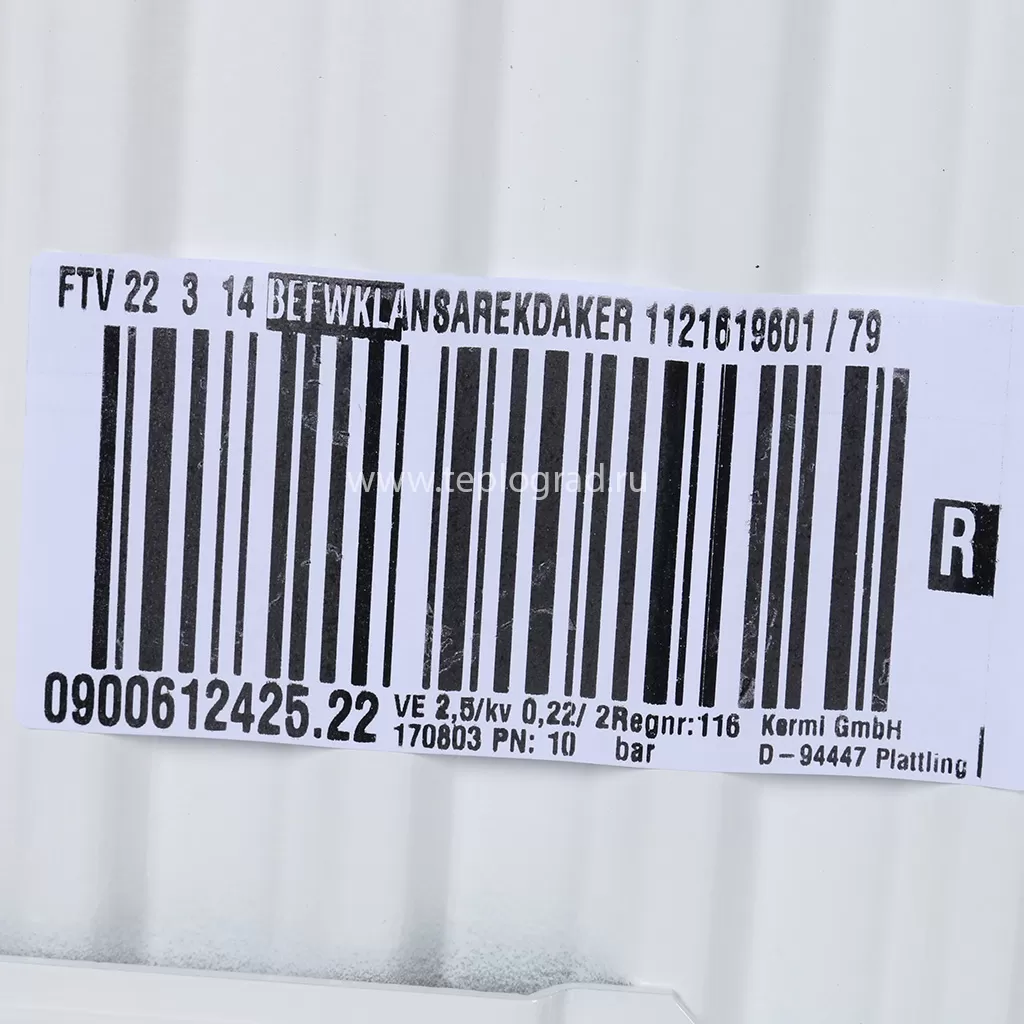 FTV 22 3 14 BEFWKLANSAREKDAKER 1121619601 / 79
www.teplograd.ru
R
0900612425.22
VE 2,5/kv 0,22/ 2Regnr:116
170803 PN: 10 bar
Kermi GmbH
D-94447 Plattling